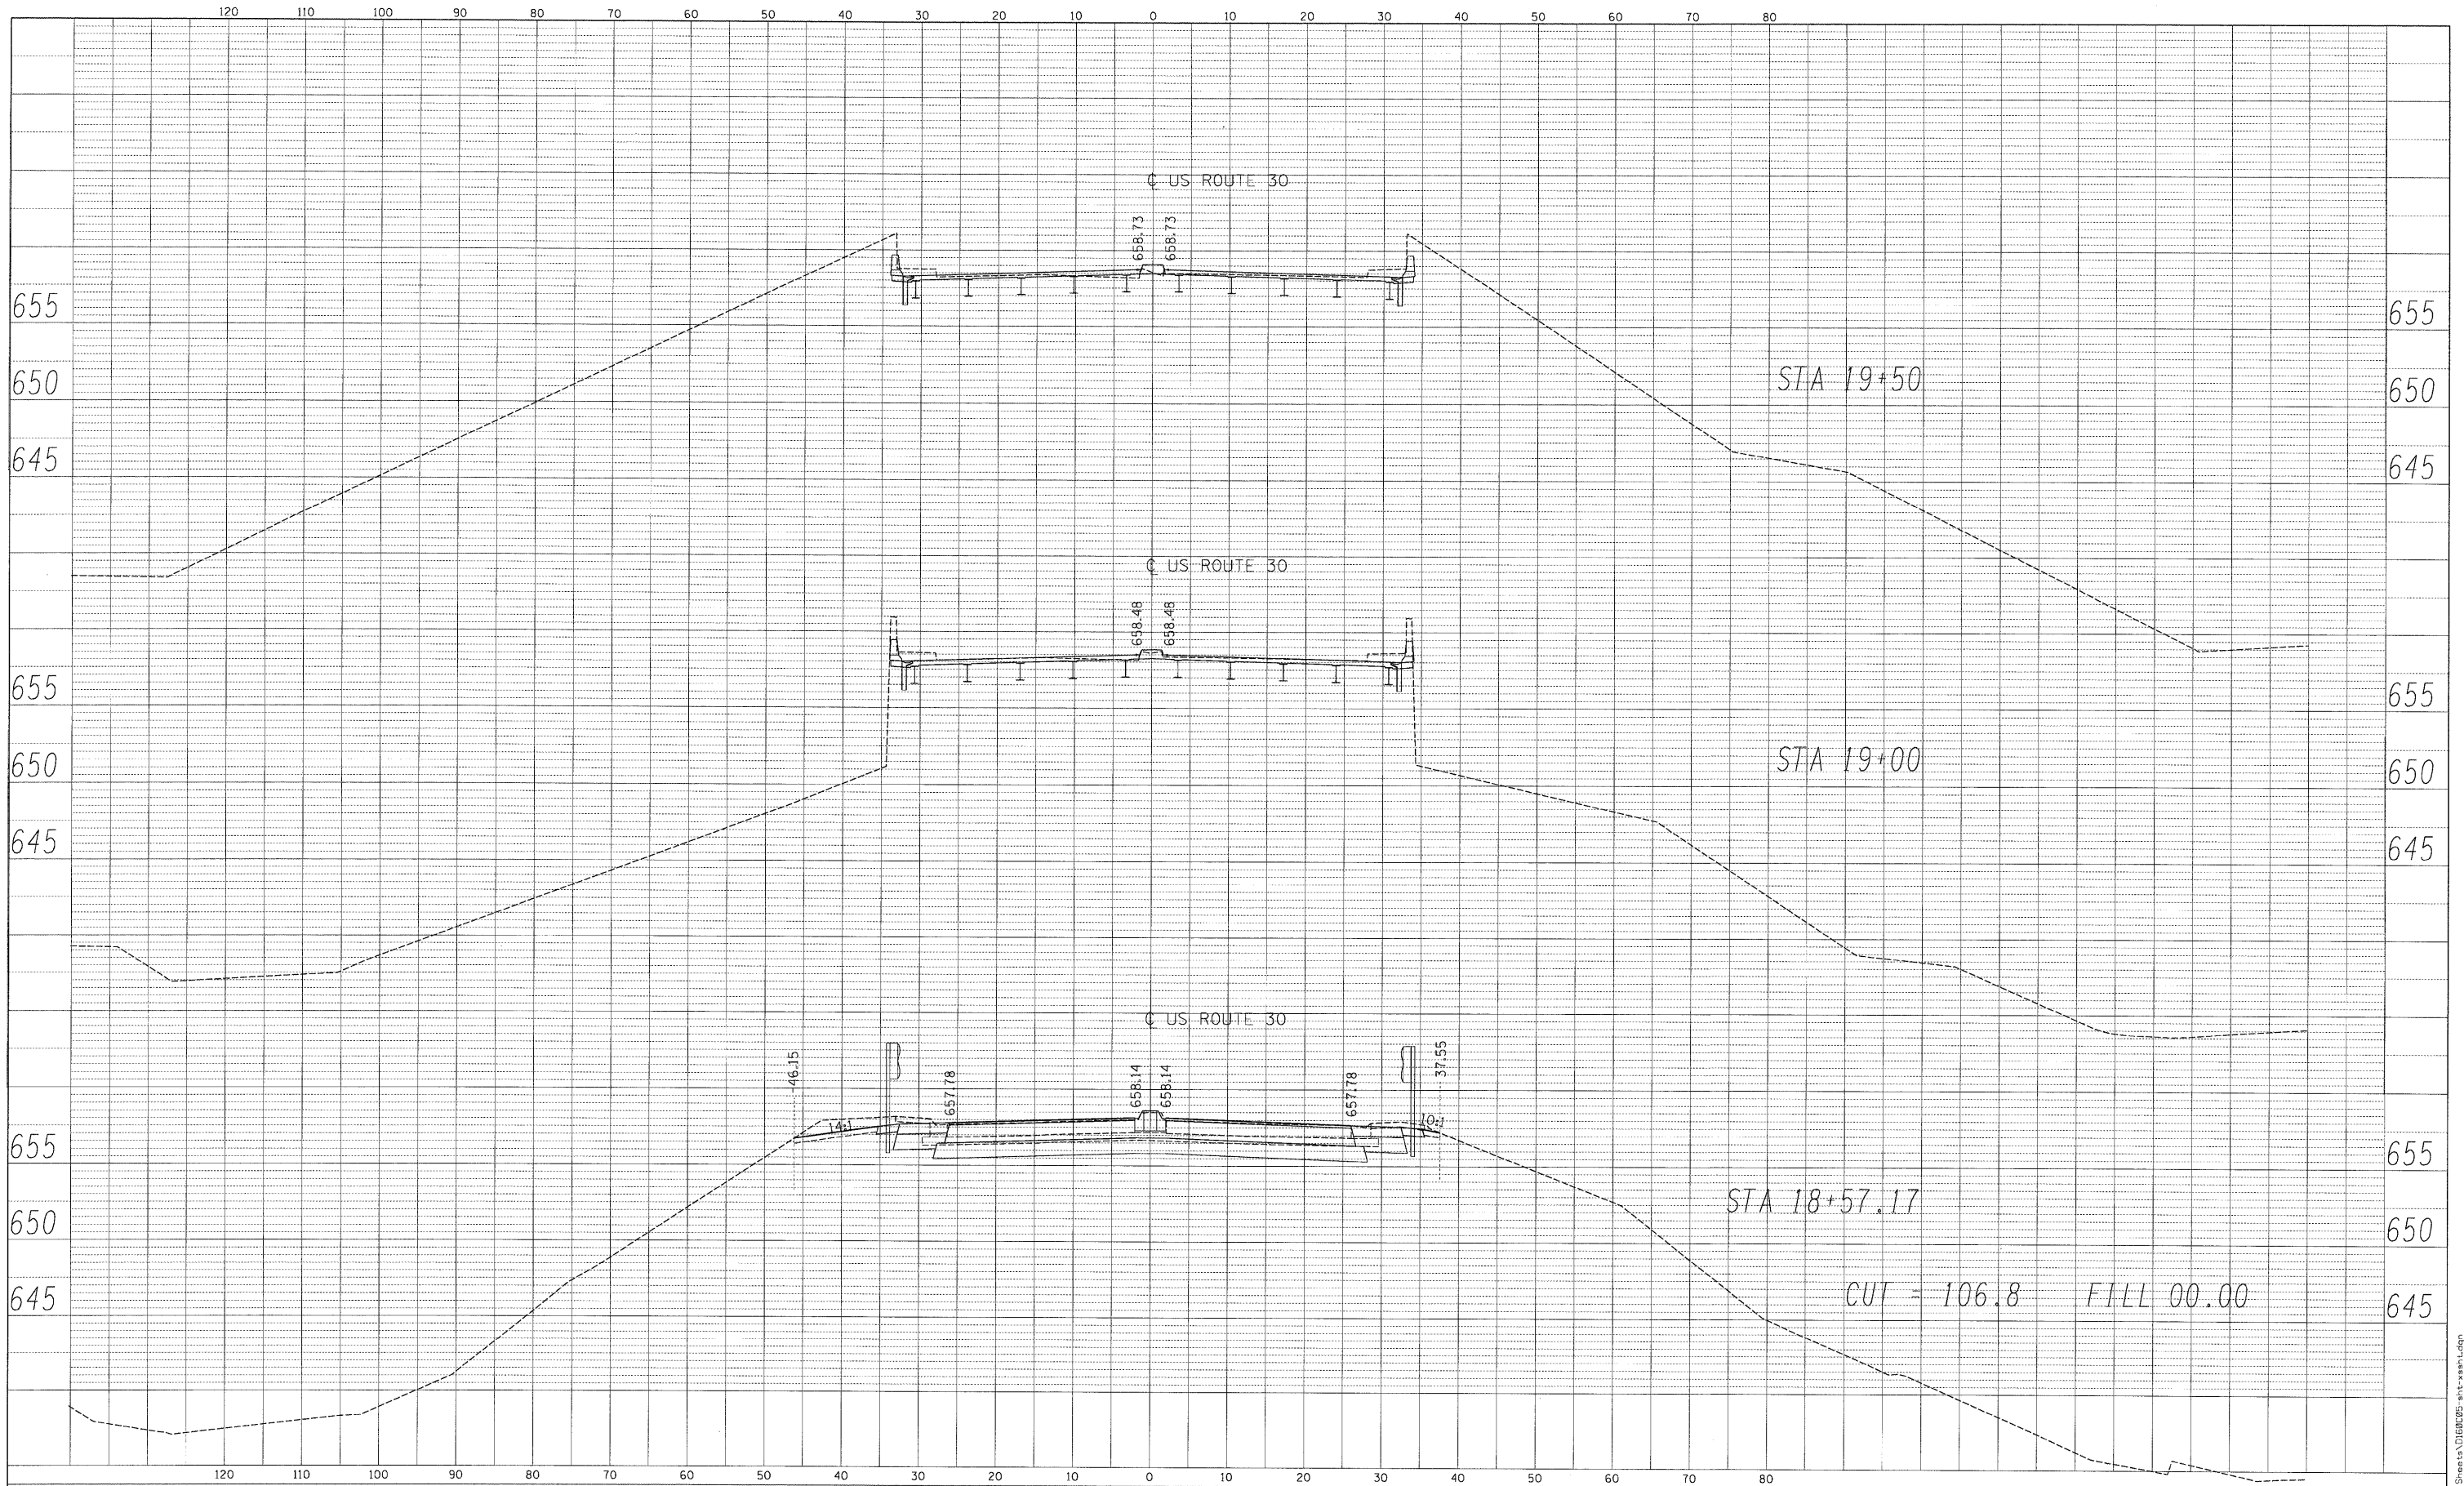 120 110 100 90 80 70 60 50 40 30 20 10 0 10 20 30 40 50 60 70 80
℄ US ROUTE 30
658.73 658.73
655 655
STA 19+50
650 650
645 645
℄ US ROUTE 30
658.48 658.48
655 655
STA 19+00
650 650
645 645
℄ US ROUTE 30
46.15 657.78 658.14 658.14 657.78 37.55
14:1 10:1
655 655
STA 18+57.17
650 650
CUT = 106.8 FILL 00.00
645 645
120 110 100 90 80 70 60 50 40 30 20 10 0 10 20 30 40 50 60 70 80
Sheets\D160C05-sht-xssht.dgn